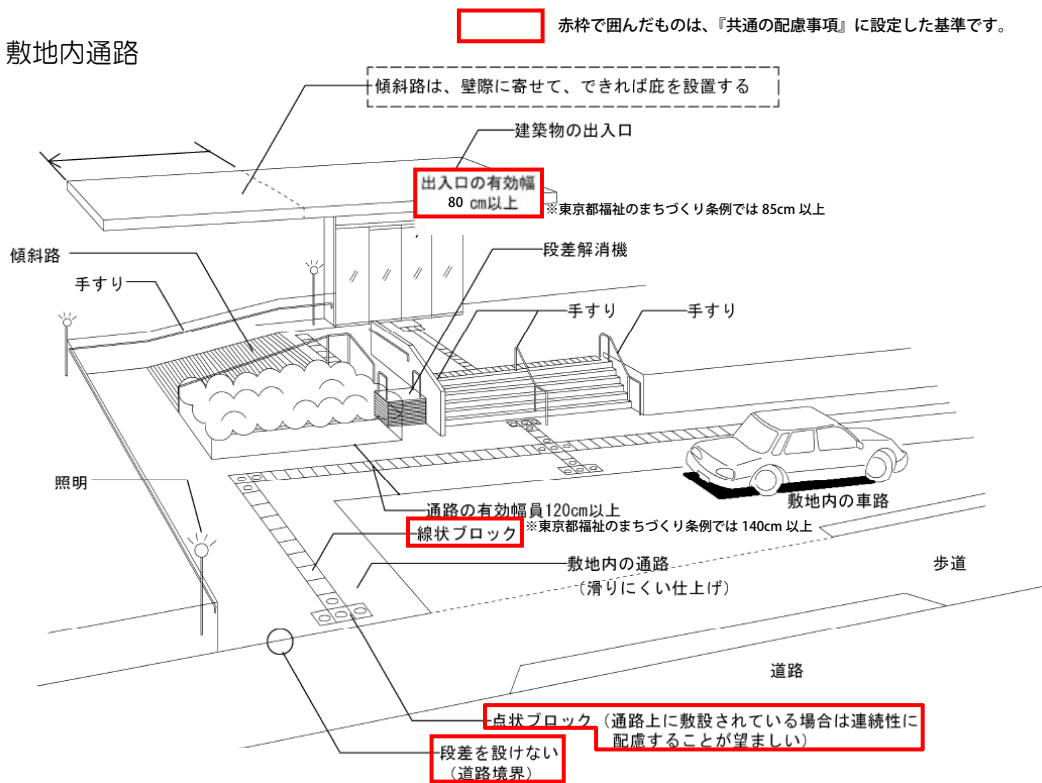 赤枠で囲んだものは、『共通の配慮事項』に設定した基準です。
敷地内通路
傾斜路は、壁際に寄せて、できれば庇を設置する
建築物の出入口
出入口の有効幅
80 cm以上
※東京都福祉のまちづくり条例では 85cm 以上
傾斜路
段差解消機
手すり
手すり
手すり
照明
敷地内の車路
通路の有効幅員120cm以上
※東京都福祉のまちづくり条例では 140cm 以上
線状ブロック
敷地内の通路
（滑りにくい仕上げ）
歩道
道路
点状ブロック（通路上に敷設されている場合は連続性に
配慮することが望ましい）
段差を設けない
（道路境界）